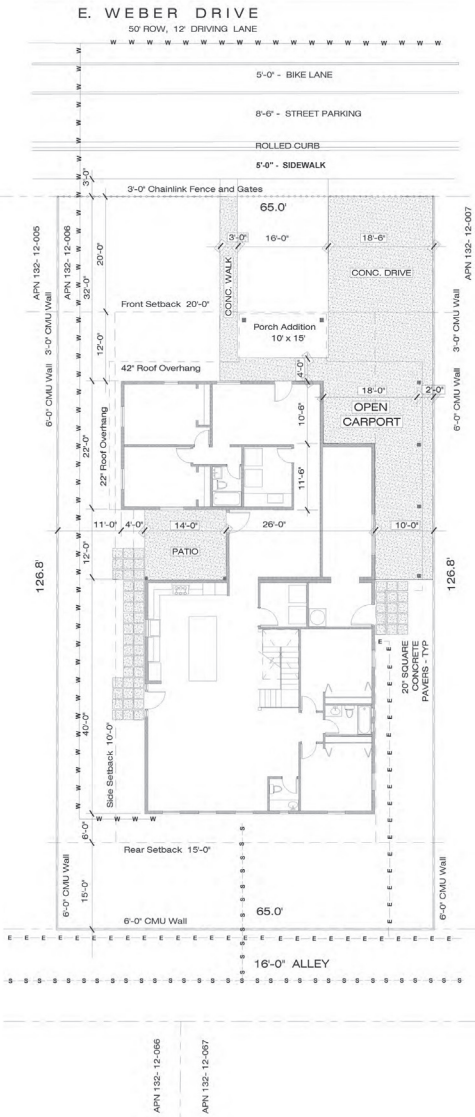 E. WEBER DRIVE
50' ROW, 12' DRIVING LANE
W W W W W W W W W W W W W W W W W W
5'-0" - BIKE LANE
8'-6" - STREET PARKING
ROLLED CURB
5'-0" - SIDEWALK
3'-0"
3'-0" Chainlink Fence and Gates
65.0'
3'-0"
16'-0"
18'-6"
APN 132- 12-005
APN 132- 12-006
APN 132- 12-007
20'-0"
32'-0"
CONC. WALK
CONC. DRIVE
3'-0" CMU Wall
3'-0" CMU Wall
Front Setback 20'-0"
Porch Addition
10' x 15'
12'-0"
4'-0"
42" Roof Overhang
6'-0" CMU Wall
6'-0" CMU Wall
18'-0"
2'-0"
OPEN
CARPORT
22" Roof Overhang
22'-0"
10'-6"
11'-6"
11'-0"
4'-0"
14'-0"
26'-0"
10'-0"
PATIO
12'-0"
126.8'
126.8'
20" SQUARE
CONCRETE
PAVERS - TYP
40'-0"
Side Setback 10'-0"
6'-0"
W W W W
Rear Setback 15'-0"
15'-0"
6'-0" CMU Wall
6'-0" CMU Wall
6'-0" CMU Wall
65.0'
16'-0" ALLEY
APN 132- 12-066
APN 132- 12-067